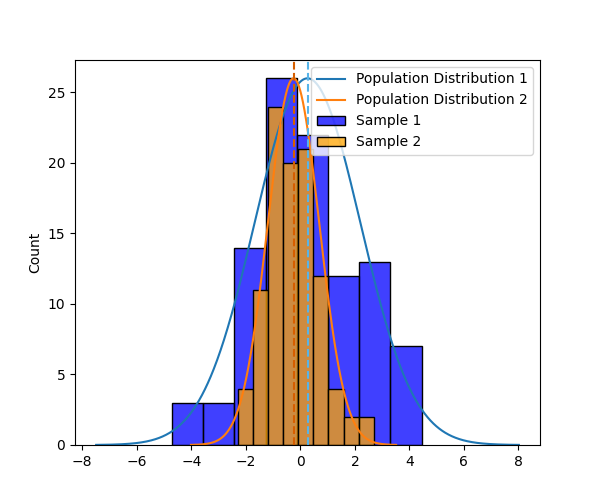 Population Distribution 1
Population Distribution 2
Sample 1
Sample 2
Count
25
20
15
10
5
0
−8 −6 −4 −2 0 2 4 6 8